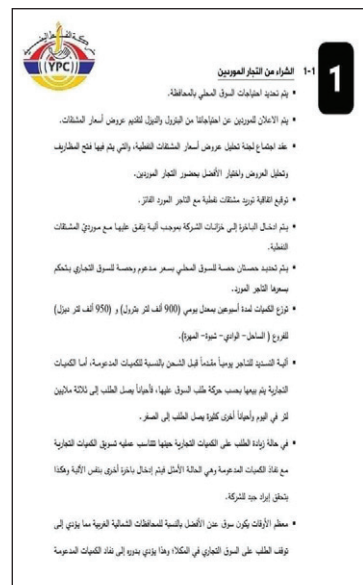 شركة النفط اليمنية
(YPC)
1
1-1 الشراء من التجار الموردين
▪ يتم تحديد احتياجات السوق المحلي بالمحافظة.
▪ يتم الاعلان للموردين عن احتياجاتنا من البترول والديزل لتقديم عروض أسعار المشتقات.
▪ عقد اجتماع لجنة تحليل عروض أسعار المشتقات النفطية، والتي يتم فيها فتح المظاريف
وتحليل العروض واختيار الأفضل بحضور التجار الموردين.
▪ توقيع اتفاقية توريد مشتقات نفطية مع التاجر المورد الفائز.
▪ يتم ادخال الباخرة إلى خزانات الشركة بموجب آلية يتفق عليها مع موردي المشتقات
النفطية.
▪ يتم تحديد حصتان حصة للسوق المحلي بسعر مدعوم وحصة للسوق التجاري يتحكم
بسعرها التاجر المورد.
▪ توزع الكميات لمدة أسبوعين بمعدل يومي (900 ألف لتر بترول) و (950 ألف لتر ديزل)
للفروع ( الساحل- الوادي- شبوة- المهرة).
▪ آلية التسديد للتاجر يومياً مقدماً قبل الشحن بالنسبة للكميات المدعومة، أما الكميات
التجارية يتم بيعها بحسب حركة طلب السوق عليها، فأحياناً يصل الطلب إلى ثلاثة ملايين
لتر في اليوم وأحياناً أخرى كثيرة يصل الطلب إلى الصفر.
▪ في حالة زيادة الطلب على الكميات التجارية حينها تتناسب عمليه تسويق الكميات التجارية
مع نفاذ الكميات المدعومة وهي الحالة الأمثل فيتم إدخال باخرة أخرى بنفس الآلية وهكذا
يتحقق إيراد جيد للشركة.
▪ معظم الأوقات يكون سوق عدن الأفضل بالنسبة للمحافظات الشمالية الغربية مما يؤدي إلى
توقف الطلب على السوق التجاري في المكلا؛ وهذا يؤدي بدوره إلى نفاد الكميات المدعومة